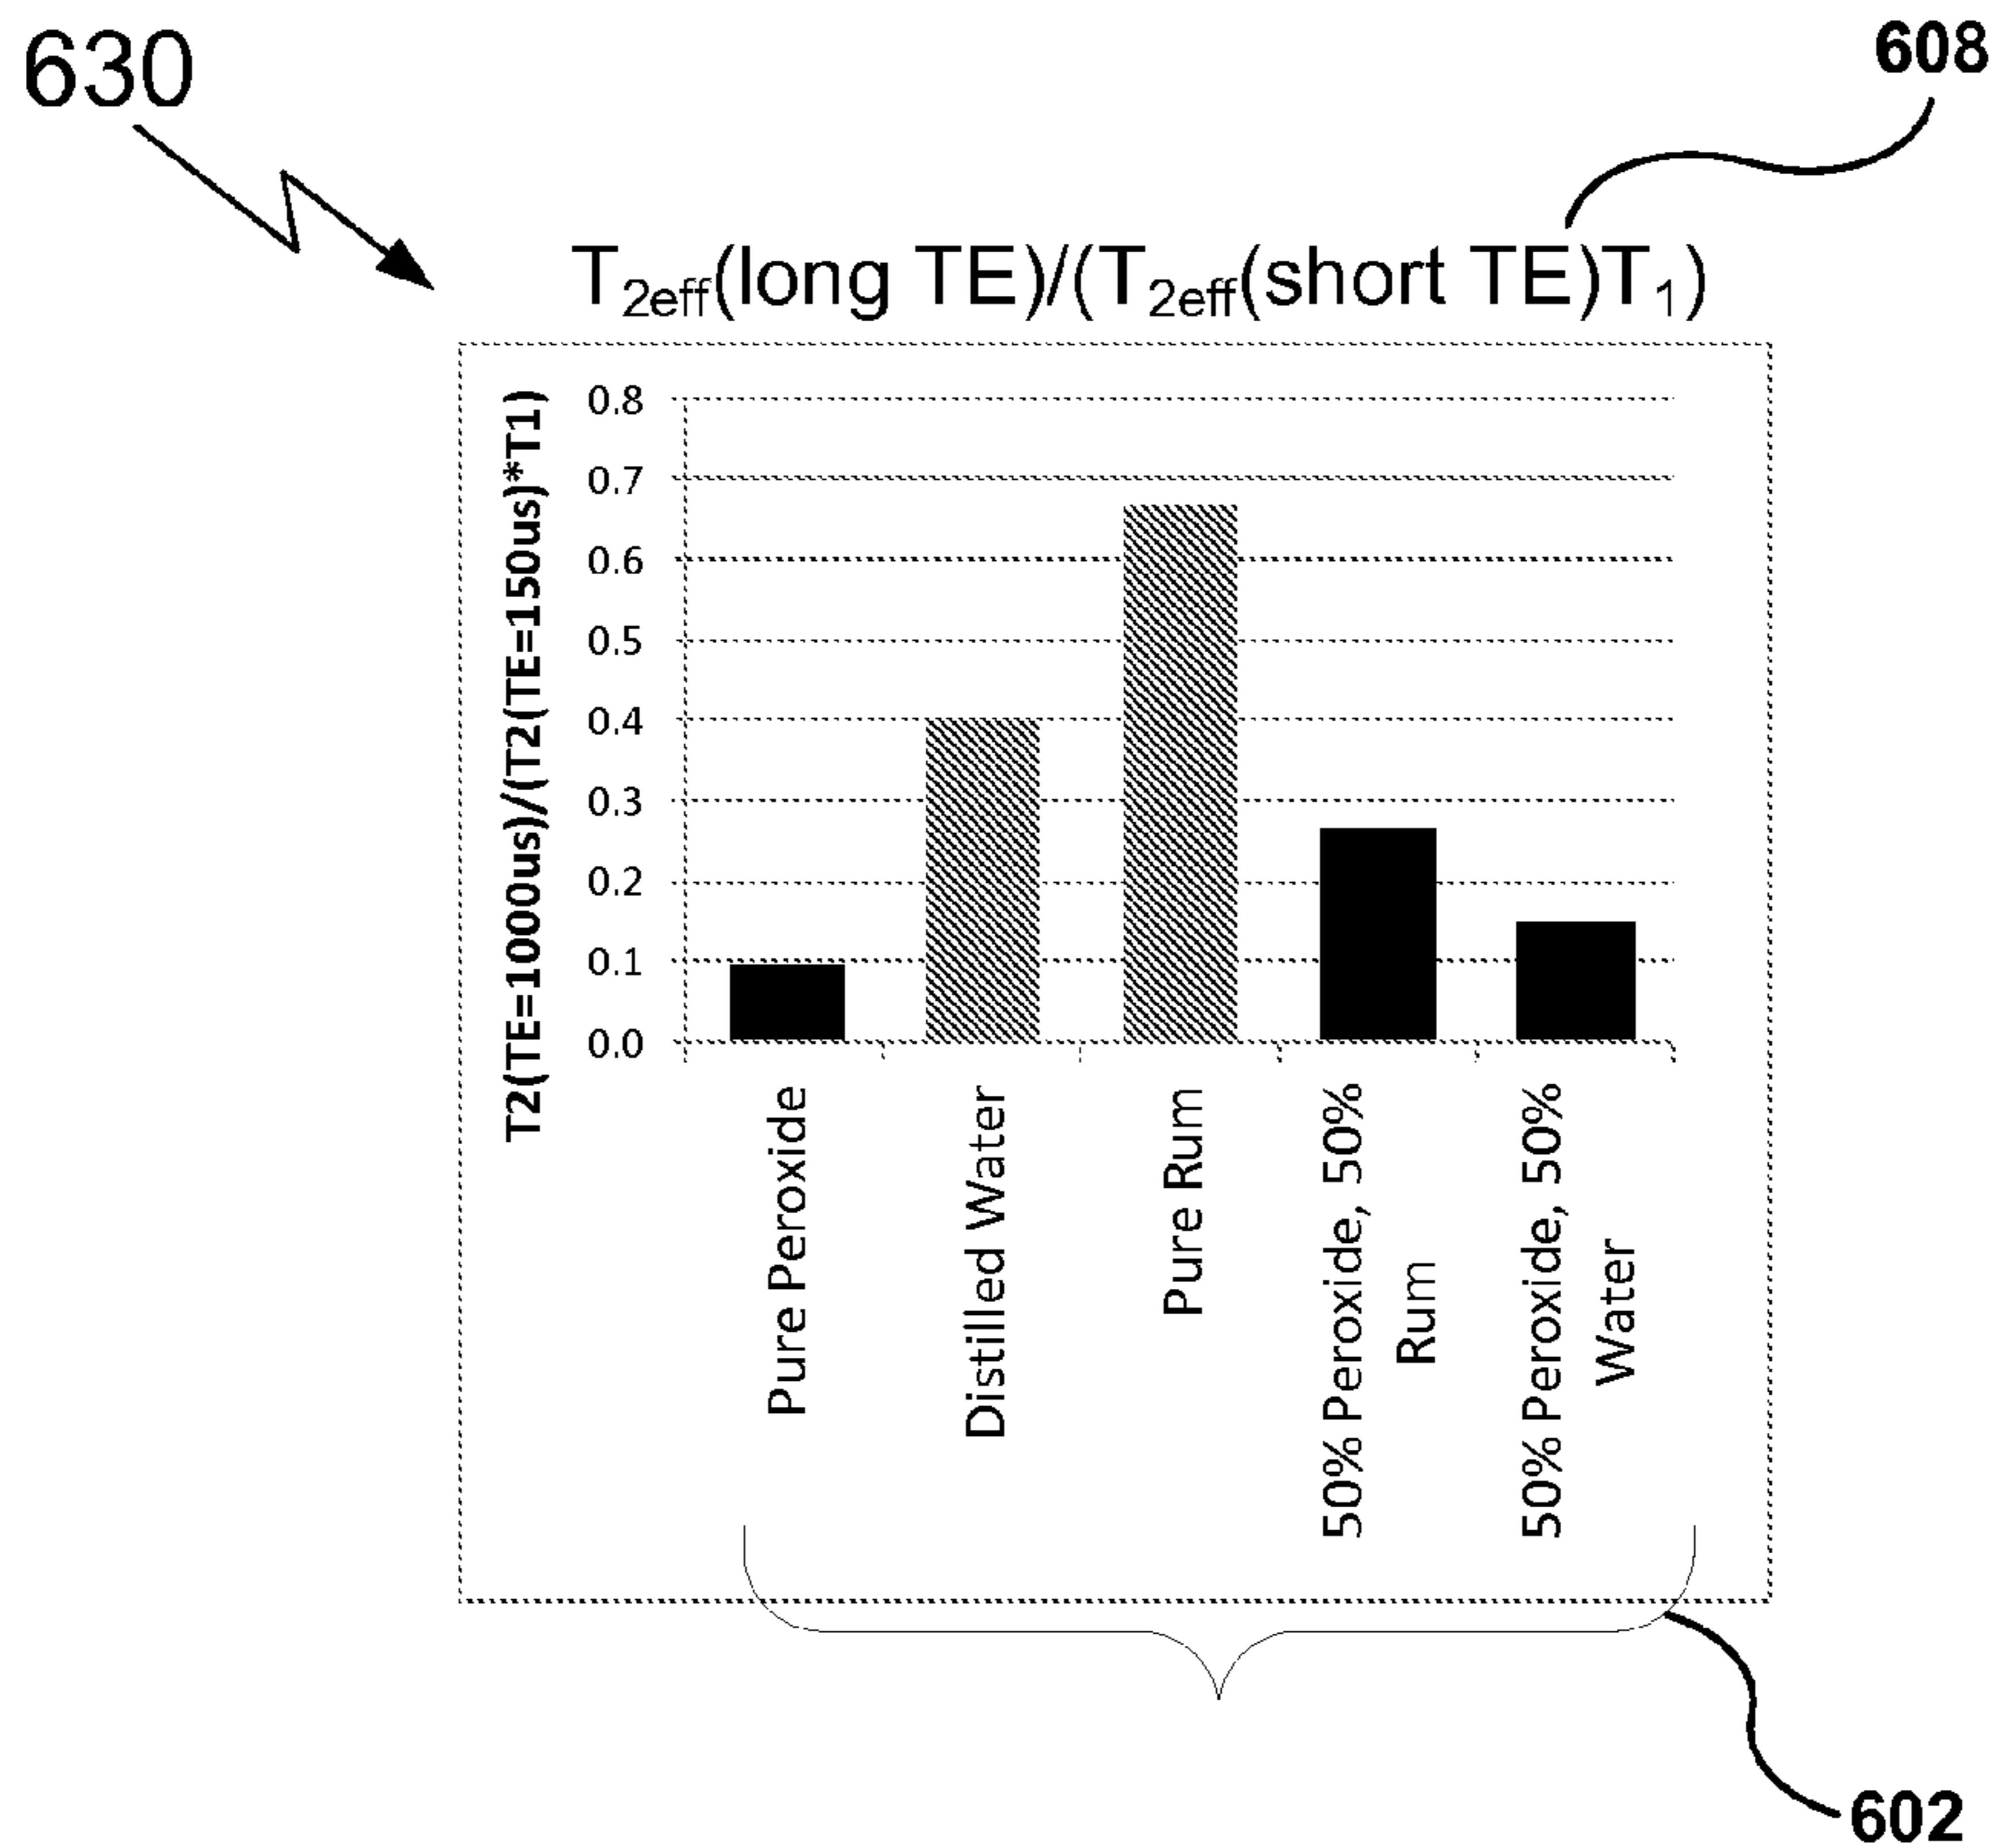 630
608
T2eff(long TE)/(T2eff(short TE)T1)
T2(TE=1000us)/(T2(TE=150us)*T1)
0.8
0.7
0.6
0.5
0.4
0.3
0.2
0.1
0.0
Pure Peroxide
Distilled Water
Pure Rum
50% Peroxide, 50%
Rum
50% Peroxide, 50%
Water
602